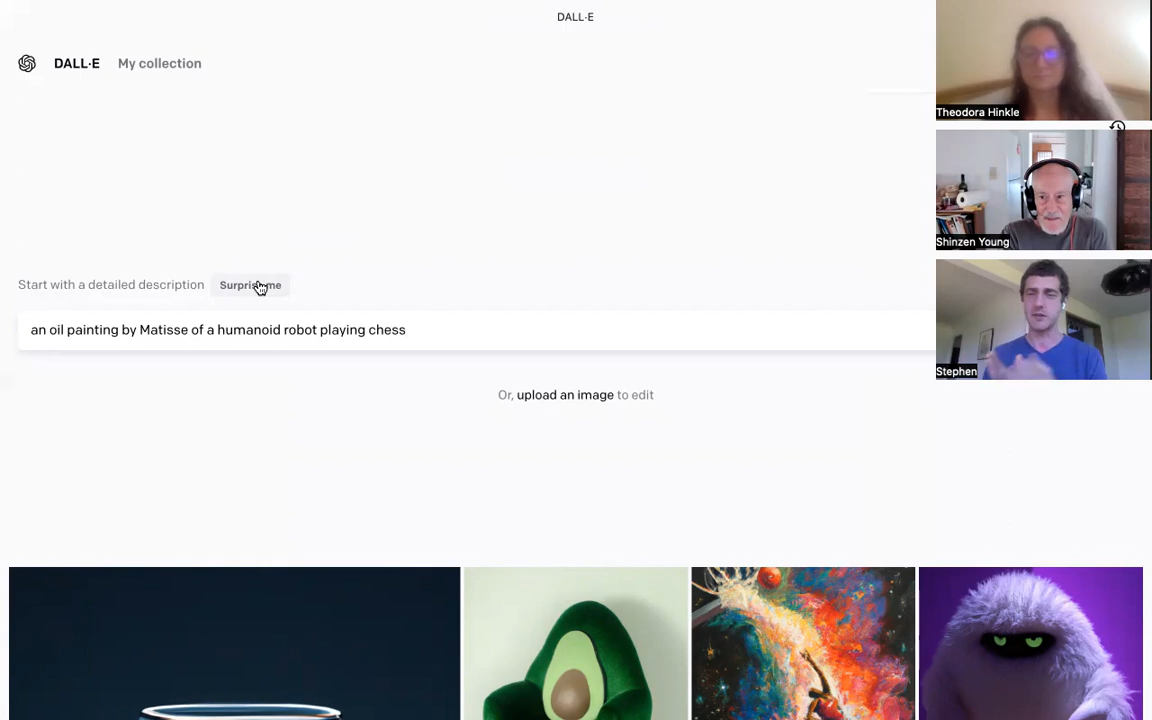 DALL·E
DALL·E My collection
Theodora Hinkle
Shinzen Young
Start with a detailed description Surprise me
an oil painting by Matisse of a humanoid robot playing chess
Stephen
Or, upload an image to edit